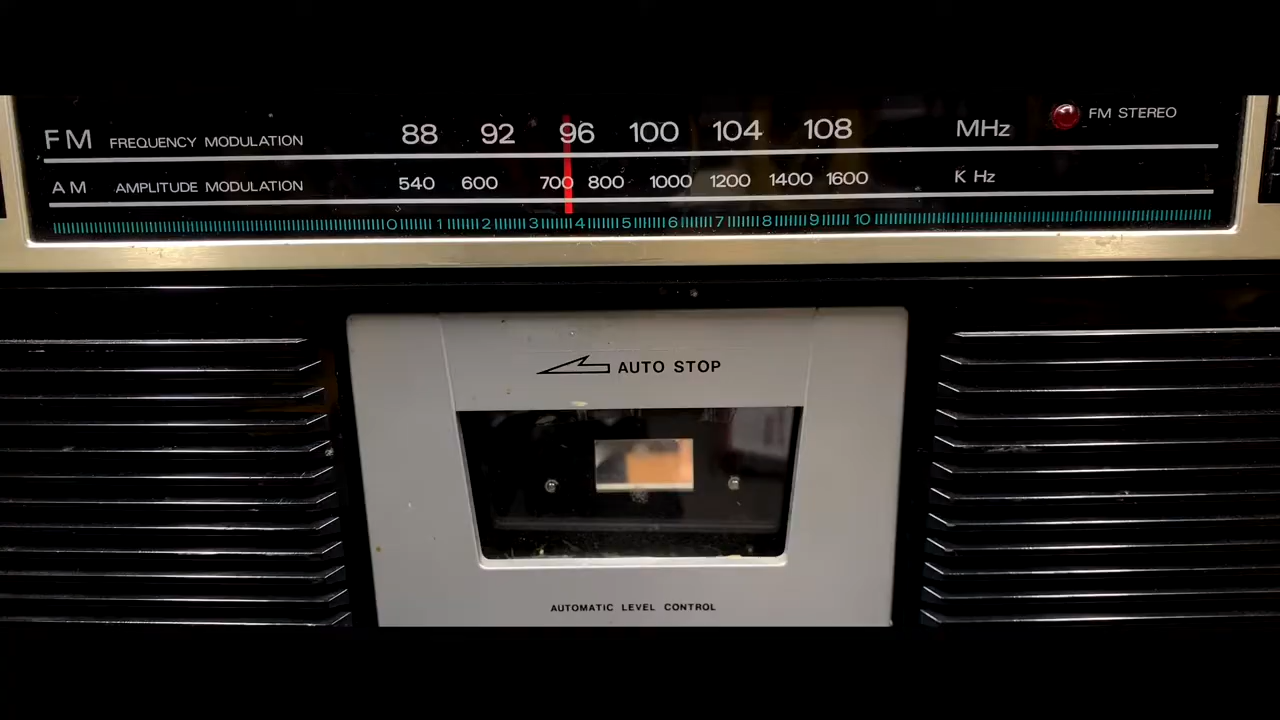 FM FREQUENCY MODULATION 88 92 96 100 104 108 MHz FM STEREO
AM AMPLITUDE MODULATION 540 600 700 800 1000 1200 1400 1600 KHz
0 1 2 3 4 5 6 7 8 9 10
AUTO STOP
AUTOMATIC LEVEL CONTROL